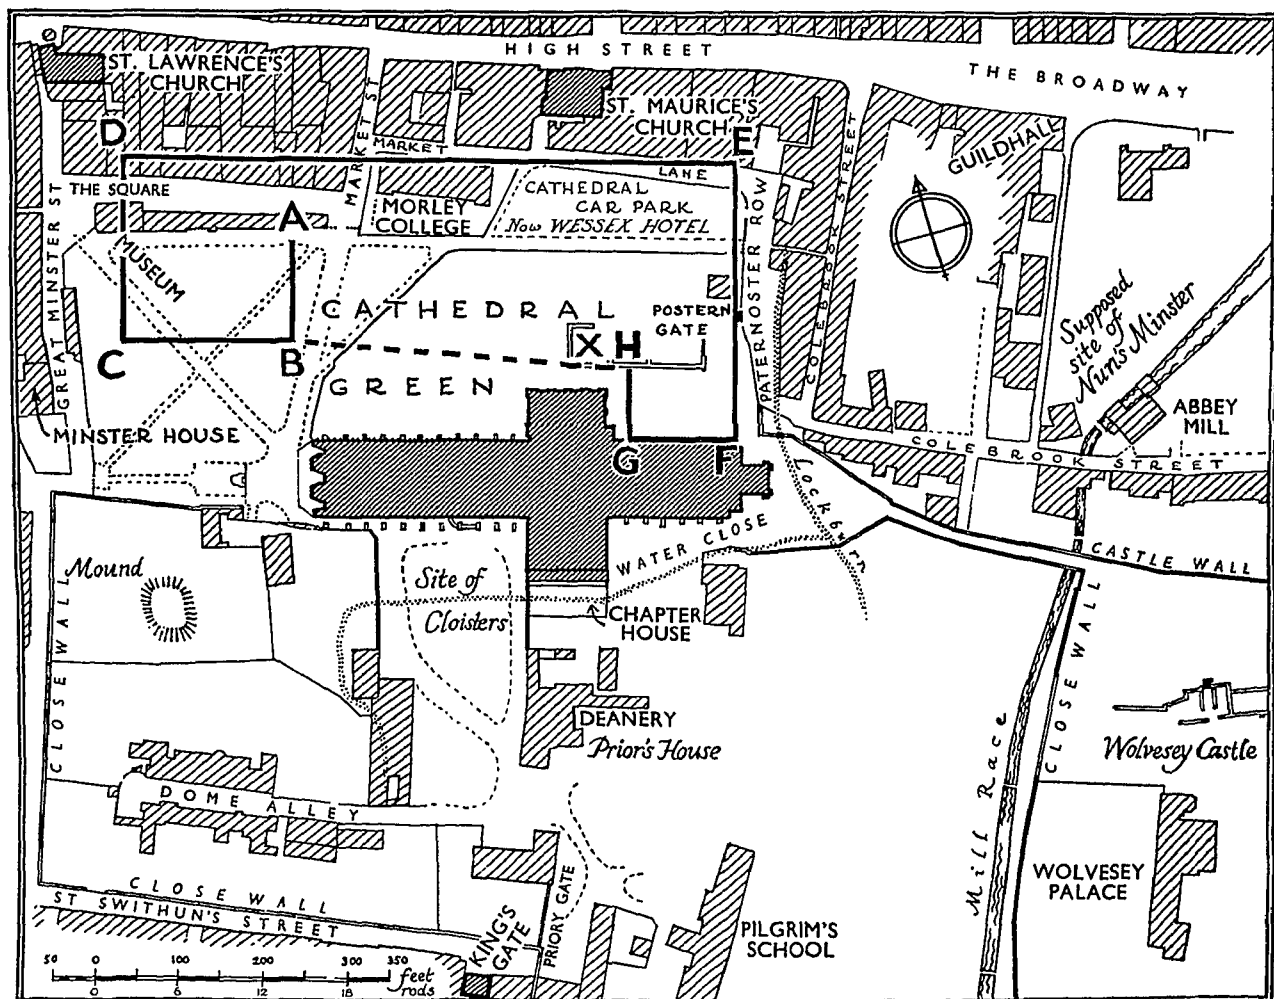 HIGH STREET
THE BROADWAY
ST. LAWRENCE'S
CHURCH
ST. MAURICE'S
CHURCH
GUILDHALL
D
E
MARKET ST
MARKET
LANE
THE SQUARE
CATHEDRAL
CAR PARK
Now WESSEX HOTEL
MORLEY
COLLEGE
A
MUSEUM
GREAT MINSTER ST
PATERNOSTER ROW
COLEBROOK STREET
COLEBROOK STREET
CATHEDRAL
GREEN
POSTERN
GATE
X
H
C
B
Supposed
site of
Nun's Minster
ABBEY
MILL
MINSTER HOUSE
COLEBROOK STREET
G
F
Lockburn
WATER CLOSE
CASTLE WALL
Mound
CLOSE WALL
Site of
Cloisters
CHAPTER
HOUSE
CLOSE WALL
DEANERY
Prior's House
Wolvesey Castle
Mill Race
DOME ALLEY
WOLVESEY
PALACE
CLOSE WALL
ST SWITHUN'S STREET
KING'S
GATE
PRIORY GATE
PILGRIM'S
SCHOOL
50 0 100 200 300 350
feet
rods
0 6 12 18